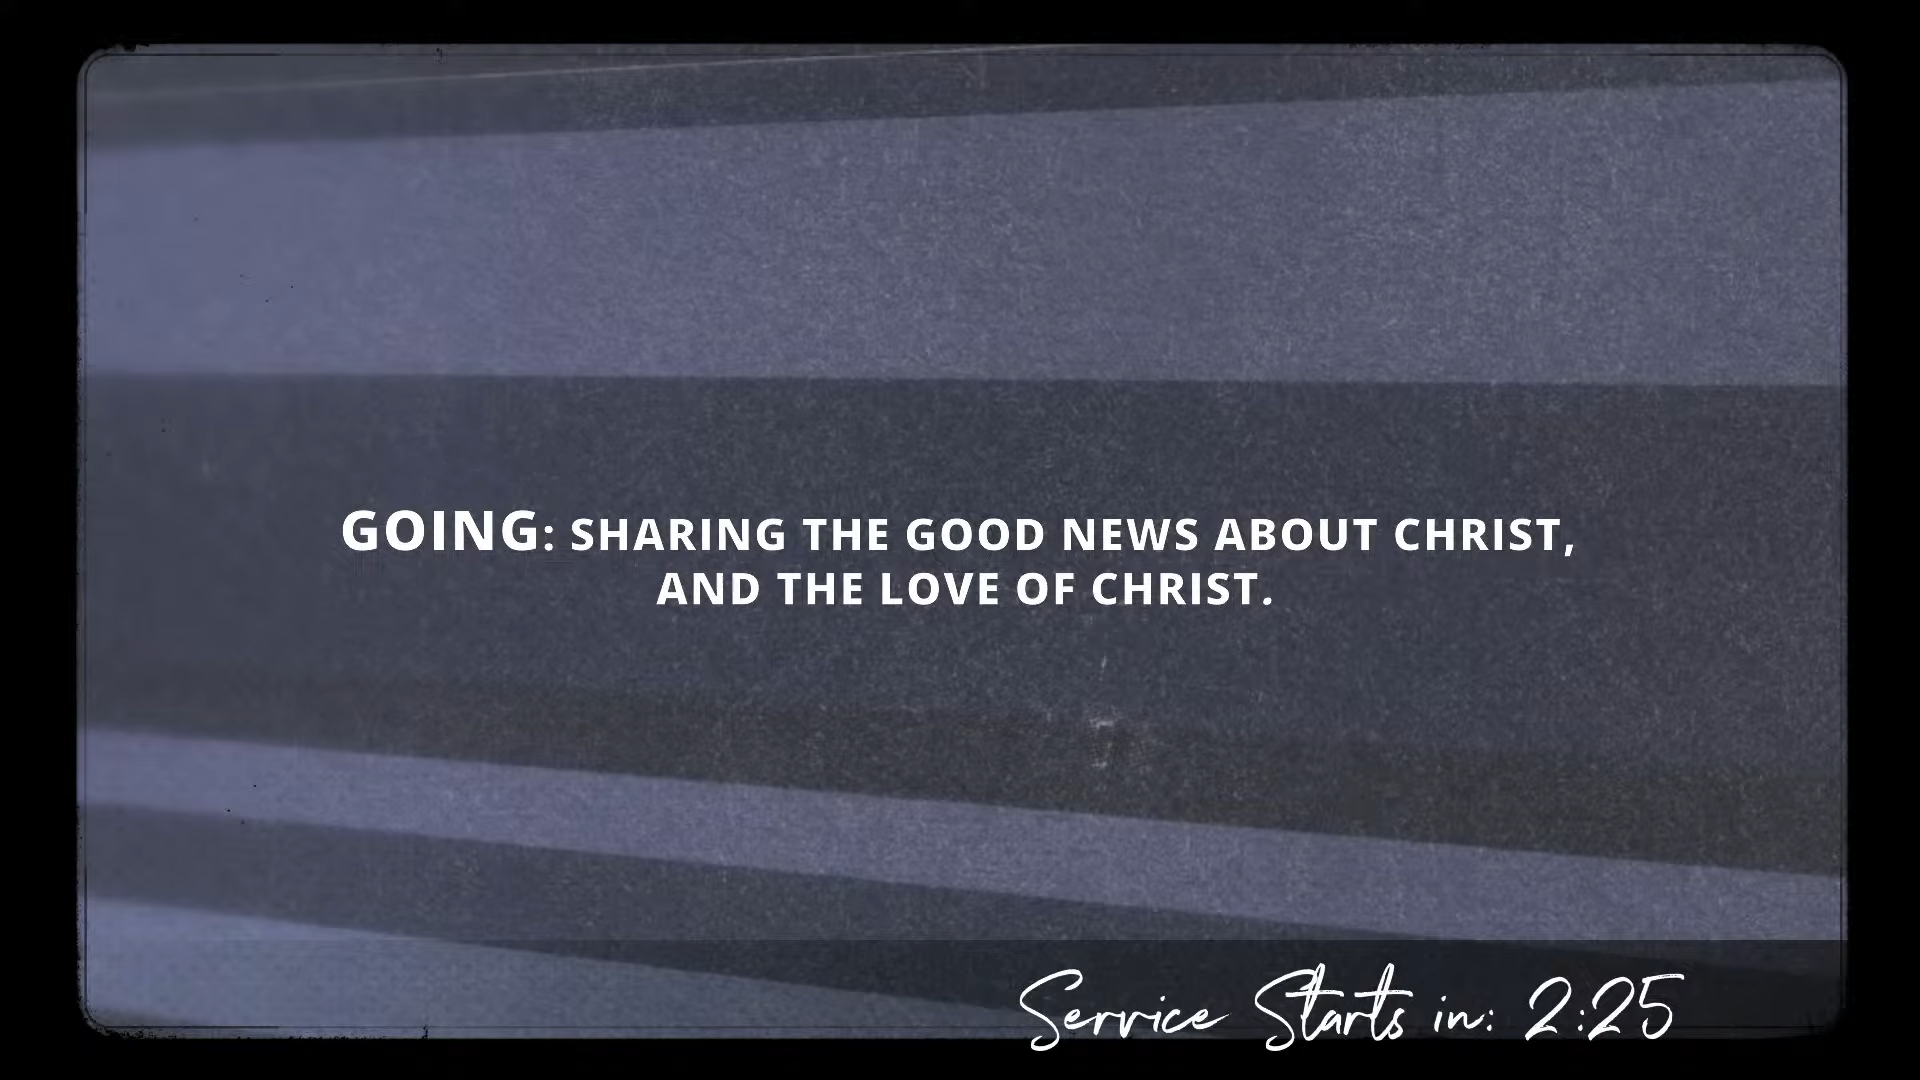 GOING: SHARING THE GOOD NEWS ABOUT CHRIST,
AND THE LOVE OF CHRIST.
Service Starts in: 2:25